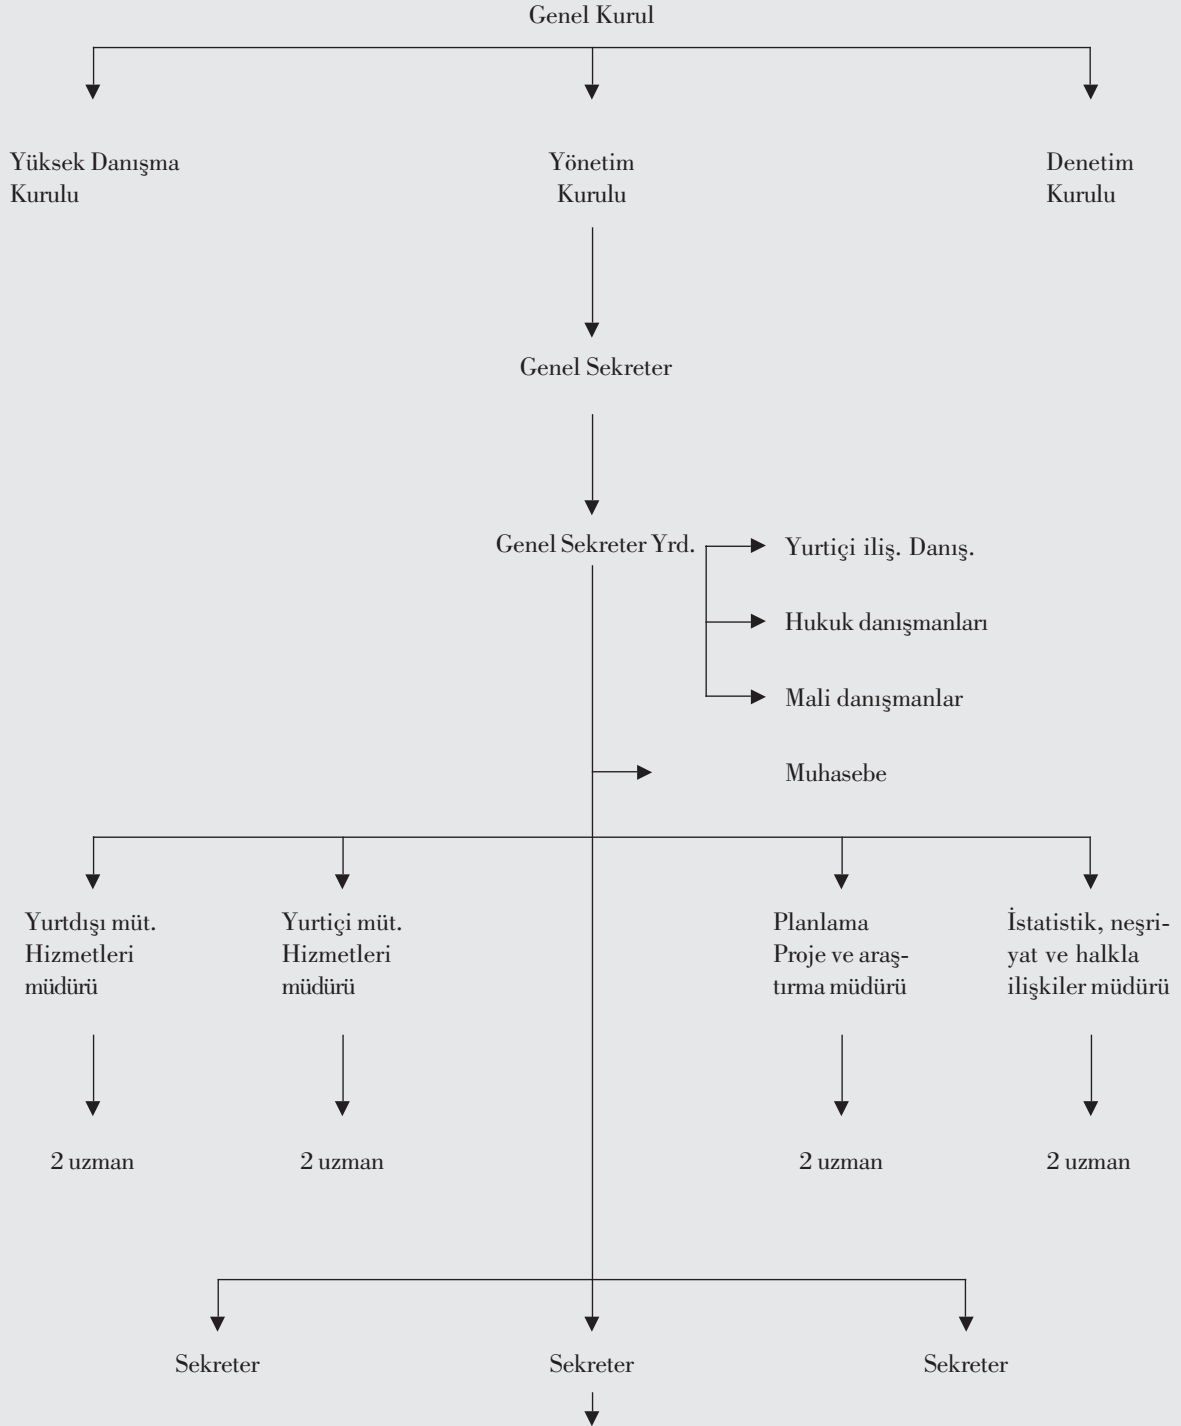 Genel Kurul
Yüksek Danışma
Kurulu
Yönetim
Kurulu
Denetim
Kurulu
Genel Sekreter
Genel Sekreter Yrd.
Yurtiçi iliş. Danış.
Hukuk danışmanları
Mali danışmanlar
Muhasebe
Yurtdışı müt.
Hizmetleri
müdürü
Yurtiçi müt.
Hizmetleri
müdürü
Planlama
Proje ve araş-
tırma müdürü
İstatistik, neşri-
yat ve halkla
ilişkiler müdürü
2 uzman
2 uzman
2 uzman
2 uzman
Sekreter
Sekreter
Sekreter